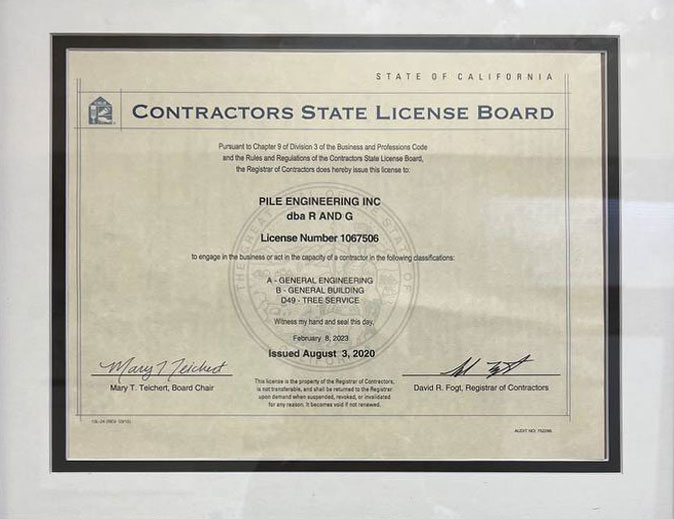 STATE OF CALIFORNIA
CONTRACTORS STATE LICENSE BOARD
Pursuant to Chapter 9 of Division 3 of the Business and Professions Code
and the Rules and Regulations of the Contractors State License Board,
the Registrar of Contractors does hereby issue this license to:
PILE ENGINEERING INC
dba R AND G
License Number 1067506
to engage in the business or act in the capacity of a contractor in the following classifications:
A - GENERAL ENGINEERING
B - GENERAL BUILDING
D49 - TREE SERVICE
Witness my hand and seal this day,
February 8, 2023
Issued August 3, 2020
Mary T Teichert
Mary T. Teichert, Board Chair
This license is the property of the Registrar of Contractors,
is not transferable, and shall be returned to the Registrar
upon demand when suspended, revoked, or invalidated
for any reason. It becomes void if not renewed.
David R. Fogt, Registrar of Contractors
AUDIT NO: